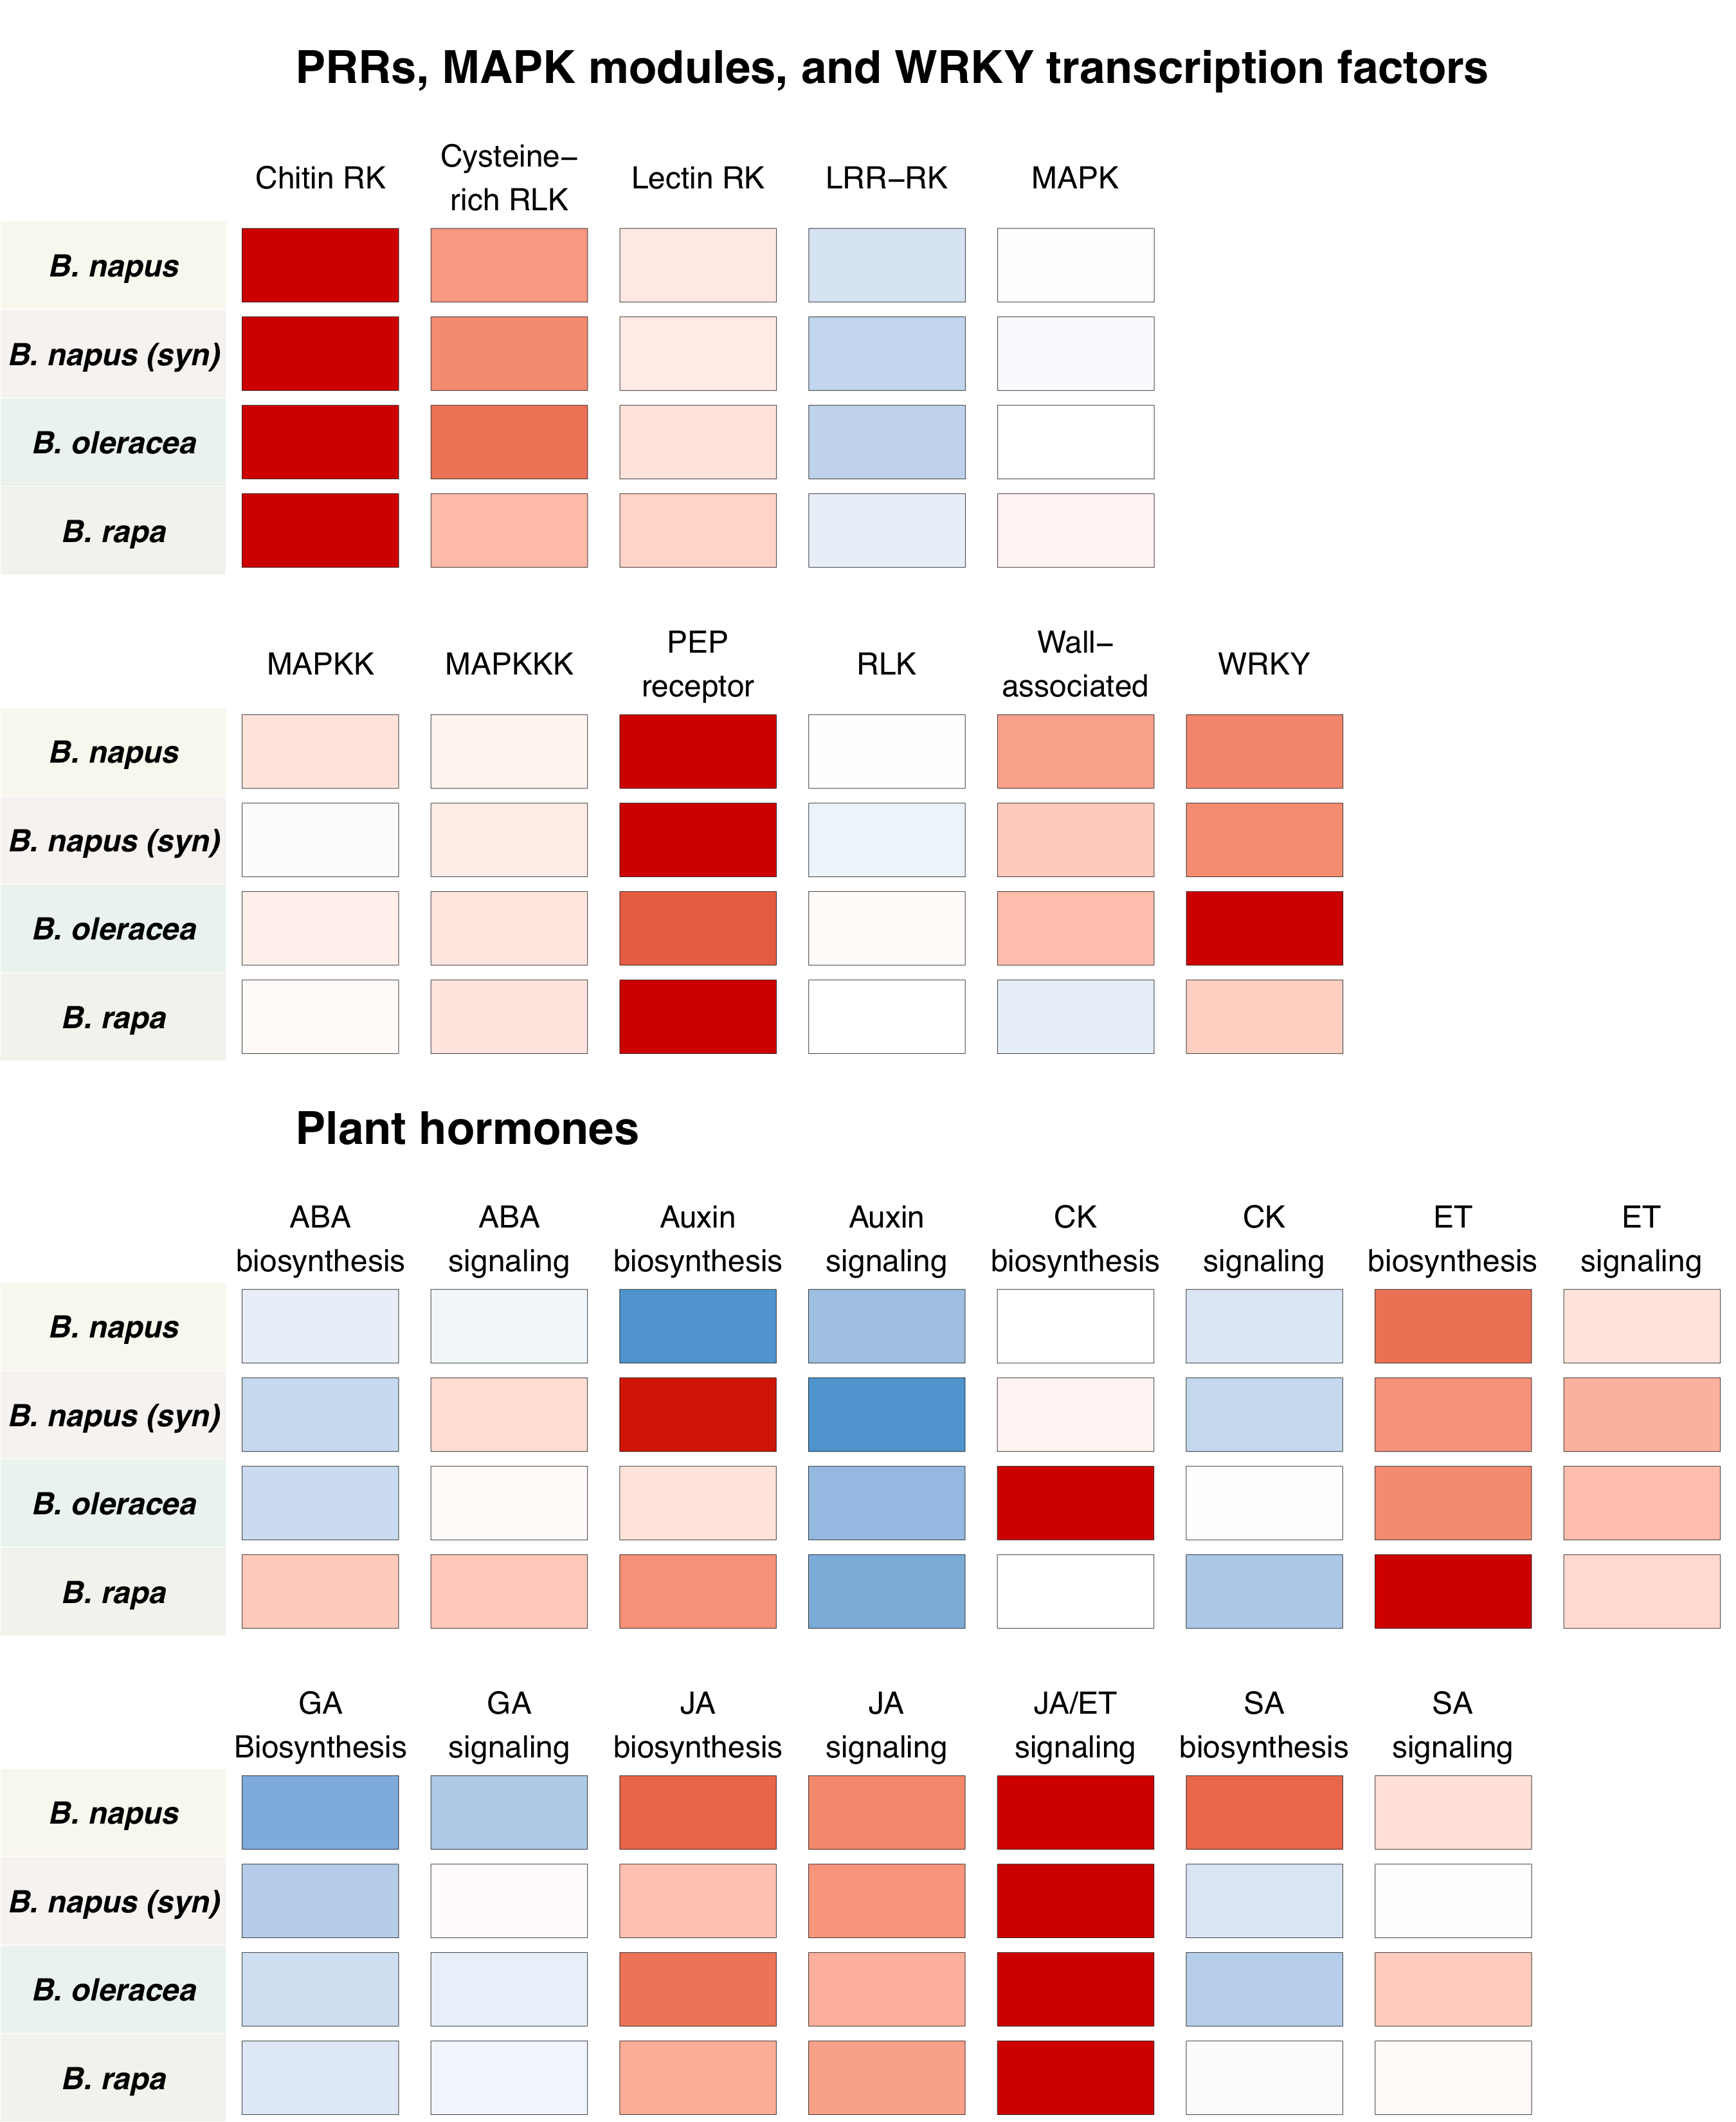 PRRs, MAPK modules, and WRKY transcription factors
Chitin RK
Cysteine−
rich RLK
Lectin RK
LRR−RK
MAPK
B. napus
B. napus (syn)
B. oleracea
B. rapa
MAPKK
MAPKKK
PEP
receptor
RLK
Wall−
associated
WRKY
B. napus
B. napus (syn)
B. oleracea
B. rapa
Plant hormones
ABA
biosynthesis
ABA
signaling
Auxin
biosynthesis
Auxin
signaling
CK
biosynthesis
CK
signaling
ET
biosynthesis
ET
signaling
B. napus
B. napus (syn)
B. oleracea
B. rapa
GA
Biosynthesis
GA
signaling
JA
biosynthesis
JA
signaling
JA/ET
signaling
SA
biosynthesis
SA
signaling
B. napus
B. napus (syn)
B. oleracea
B. rapa